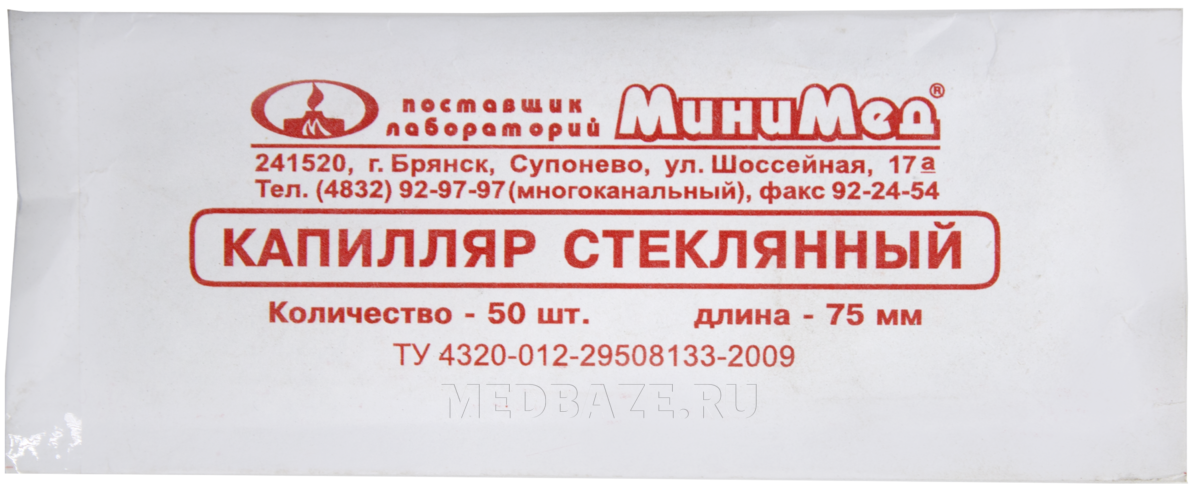 поставщик
лабораторий
МиниМед®
241520, г. Брянск, Супонево, ул. Шоссейная, 17а
Тел. (4832) 92-97-97(многоканальный), факс 92-24-54
КАПИЛЛЯР СТЕКЛЯННЫЙ
Количество - 50 шт. длина - 75 мм
ТУ 4320-012-29508133-2009
MEDBAZE.RU